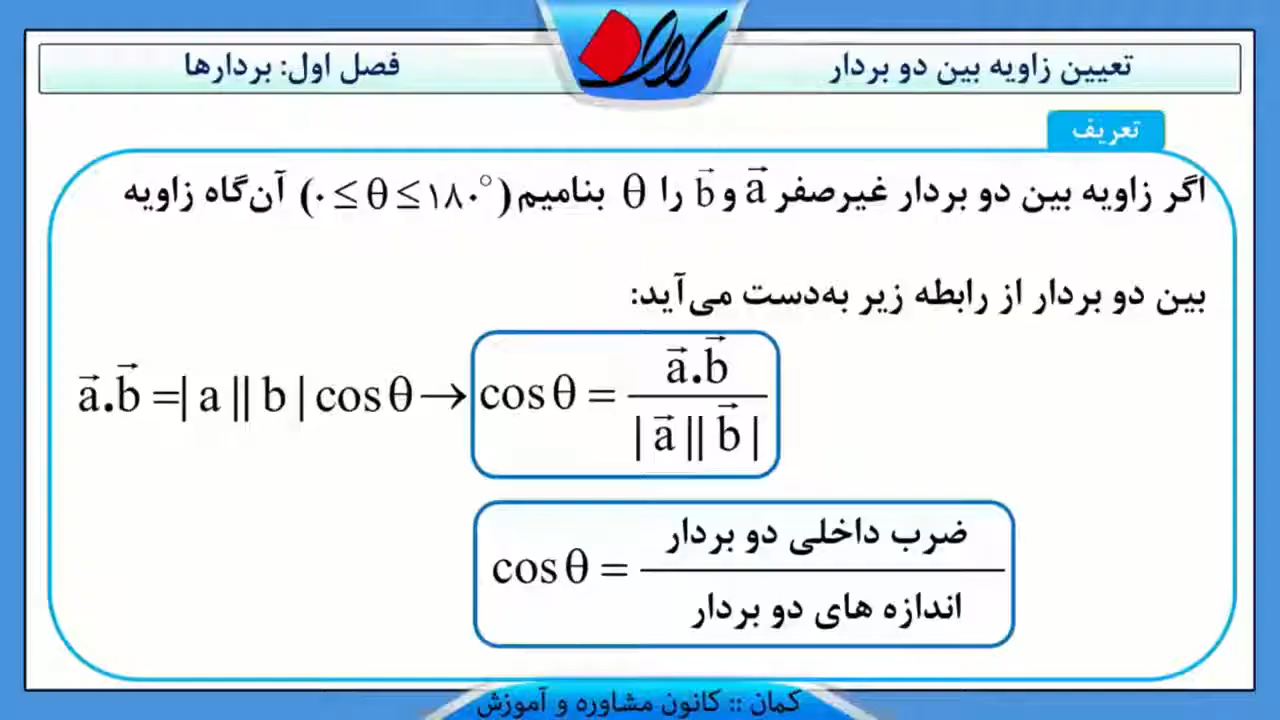 تعیین زاویه بین دو بردار
فصل اول: بردارها
تعریف
اگر زاویه بین دو بردار غیرصفر a⃗ و b⃗ را θ بنامیم (۰ ≤ θ ≤ ۱۸۰°) آن‌گاه زاویه
بین دو بردار از رابطه زیر به‌دست می‌آید:
a⃗.b⃗ =| a || b | cos θ → cos θ = a⃗.b⃗ / | a⃗ || b⃗ |
cos θ = ضرب داخلی دو بردار / اندازه های دو بردار
کمان :: کانون مشاوره و آموزش